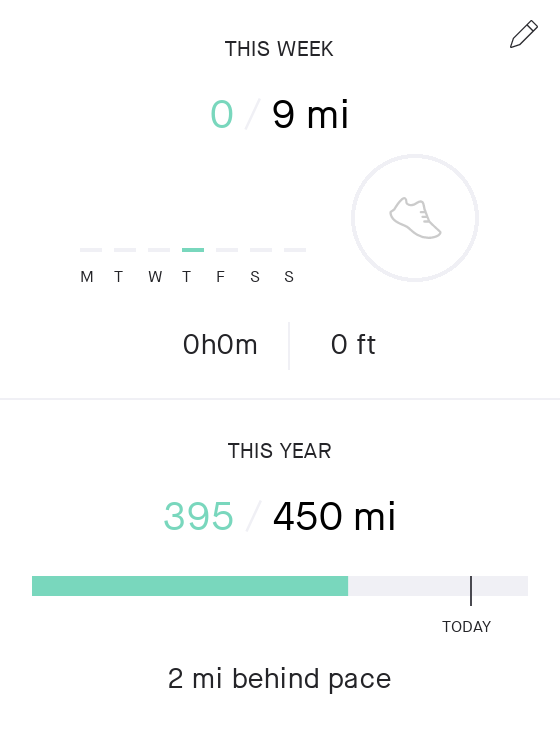 THIS WEEK
0 / 9 mi
M T W T F S S
0h0m 0 ft
THIS YEAR
395 / 450 mi
TODAY
2 mi behind pace